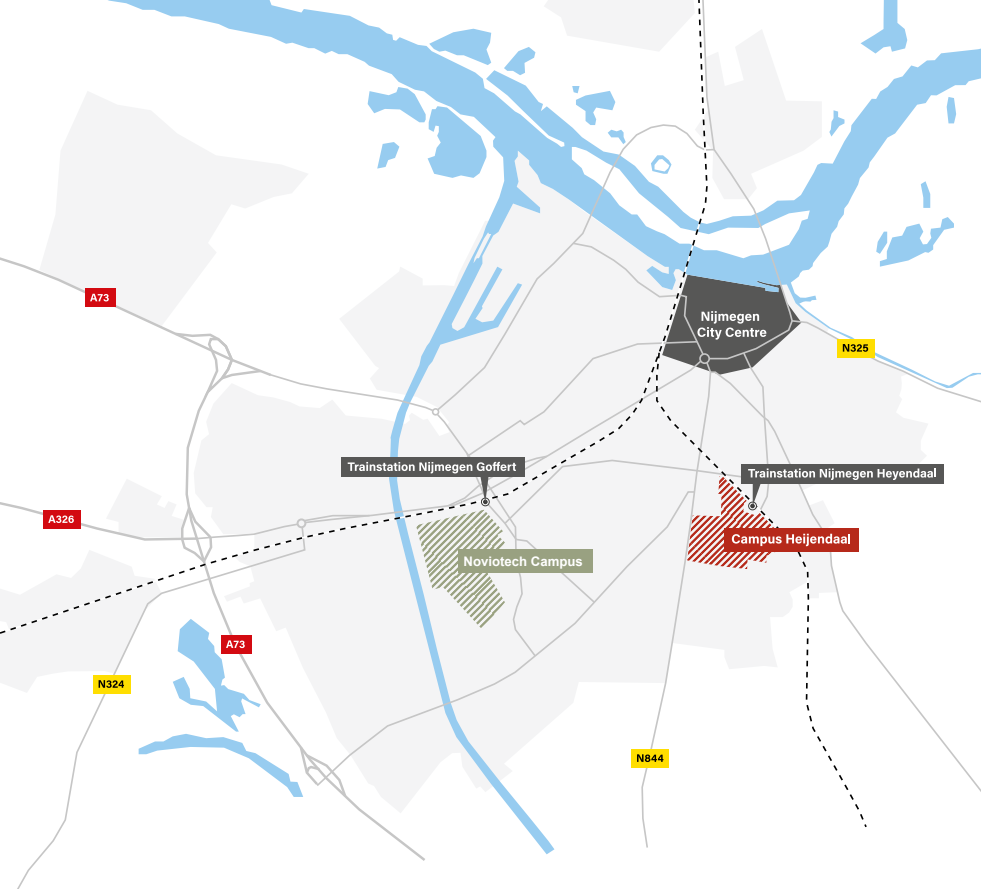 A73
Nijmegen
City Centre
N325
Trainstation Nijmegen Goffert
Trainstation Nijmegen Heyendaal
A326
Campus Heijendaal
Noviotech Campus
A73
N324
N844